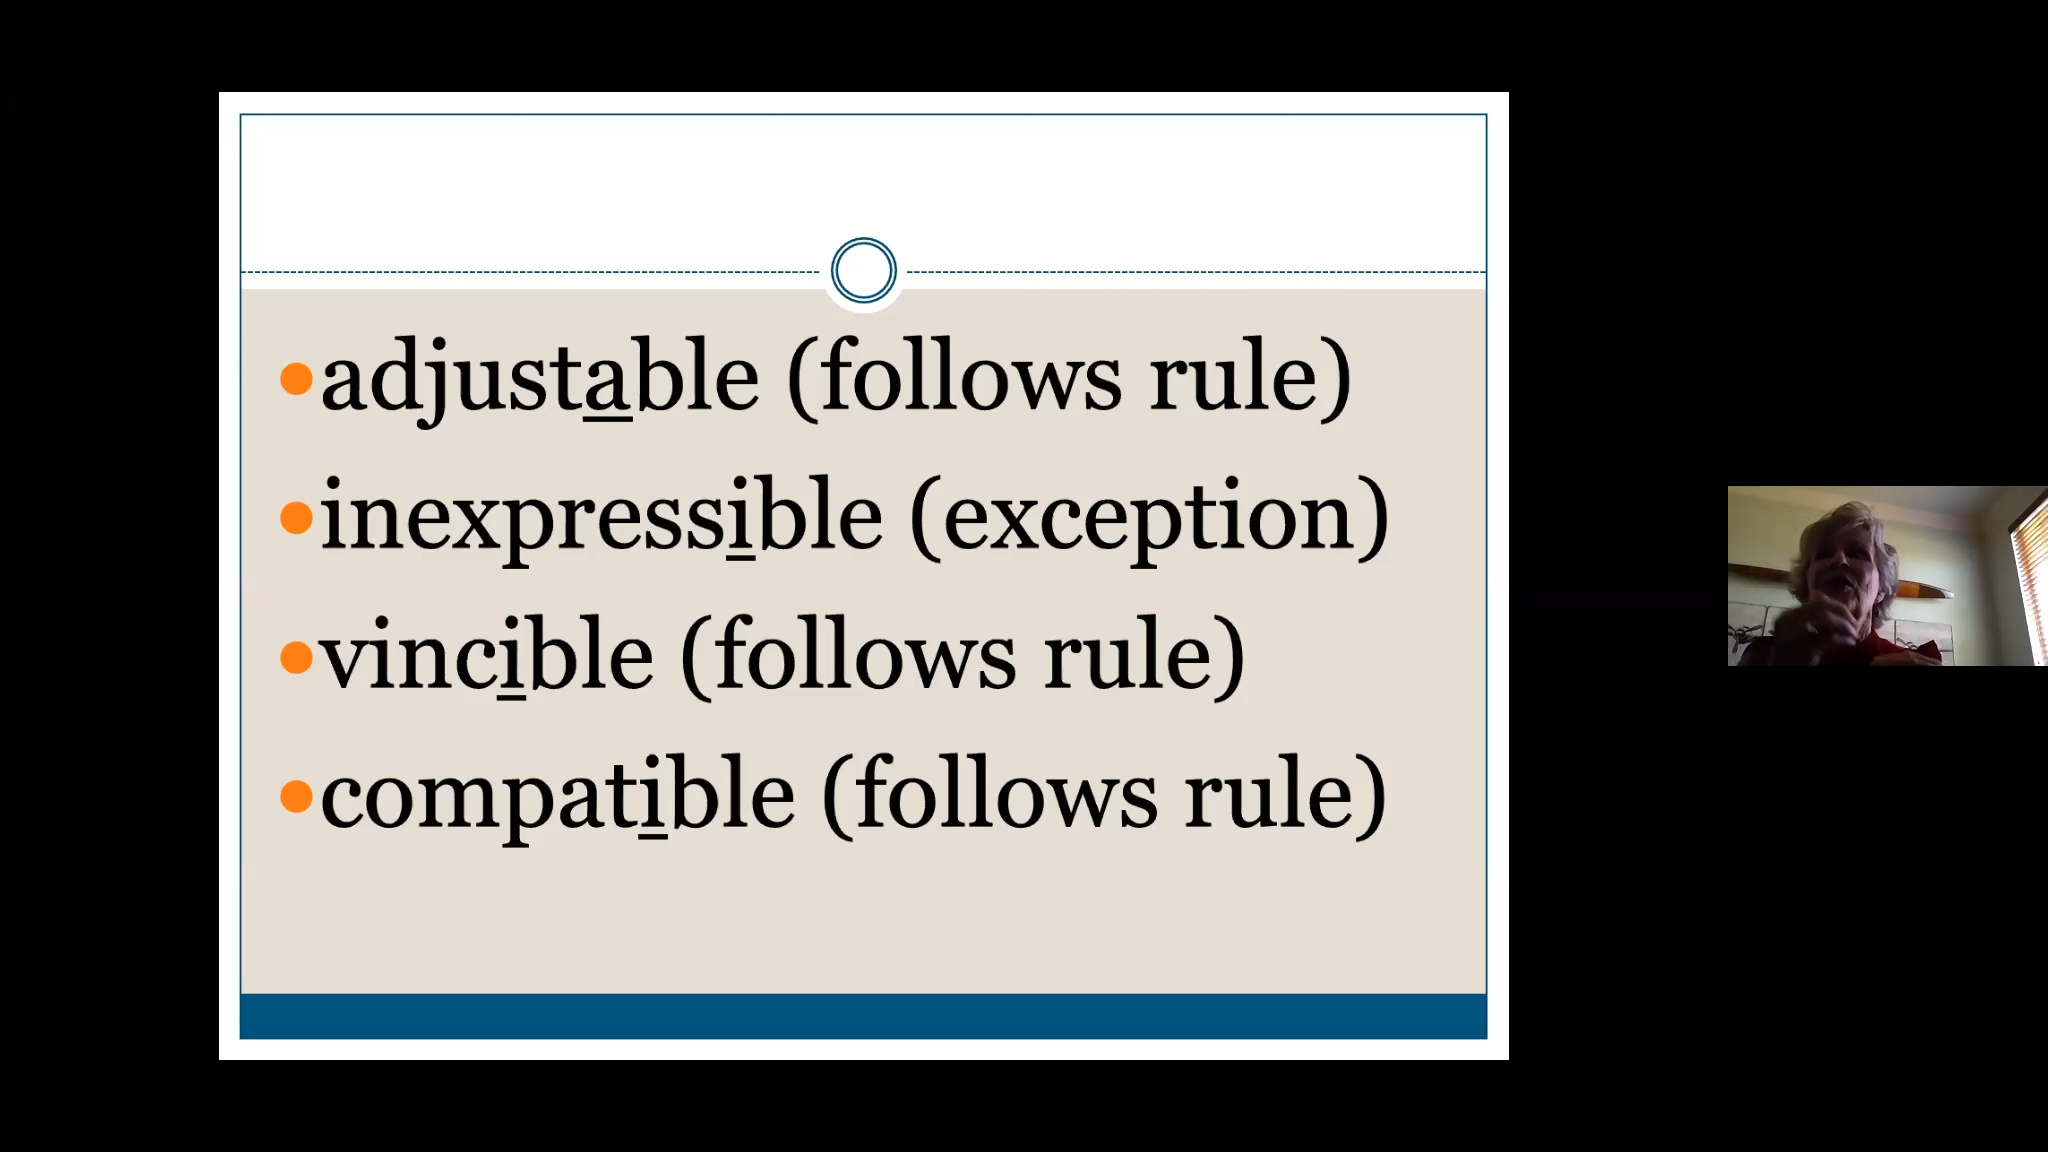 •adjustable (follows rule)
•inexpressible (exception)
•vincible (follows rule)
•compatible (follows rule)